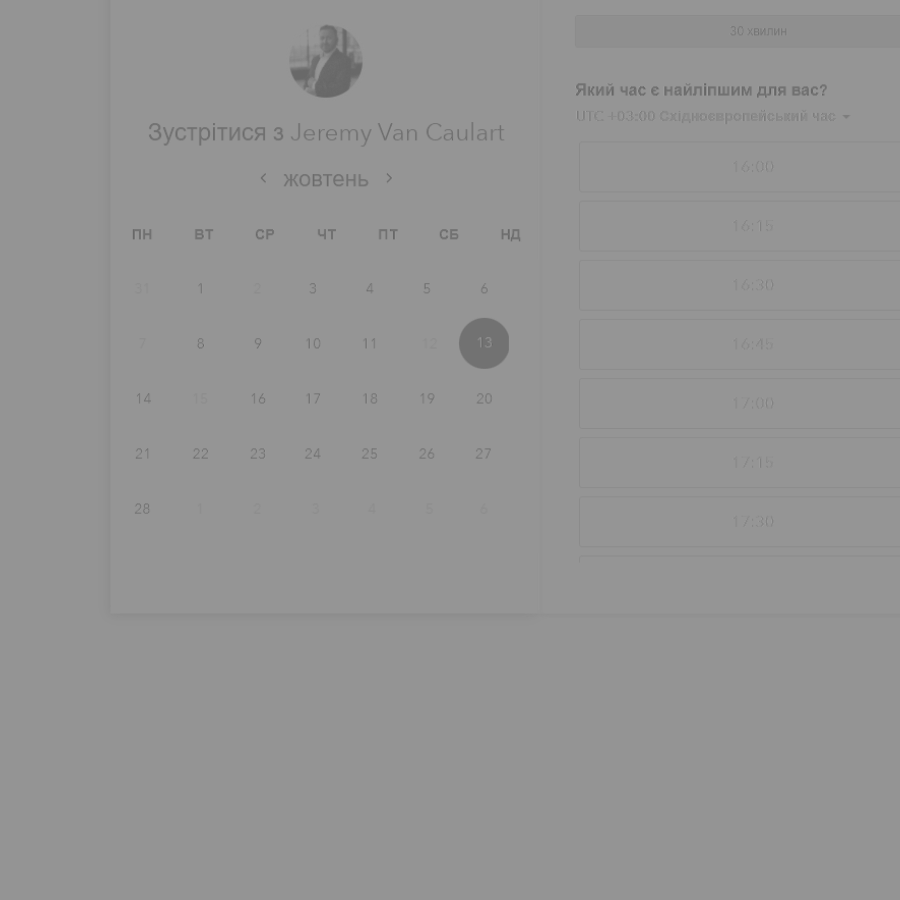 Зустрітися з Jeremy Van Caulart
жовтень
ПН ВТ СР ЧТ ПТ СБ НД
31 1 2 3 4 5 6
7 8 9 10 11 12 13
14 15 16 17 18 19 20
21 22 23 24 25 26 27
28 1 2 3 4 5 6
30 хвилин
Який час є найліпшим для вас?
UTC +03:00 Східноєвропейський час
16:00
16:15
16:30
16:45
17:00
17:15
17:30